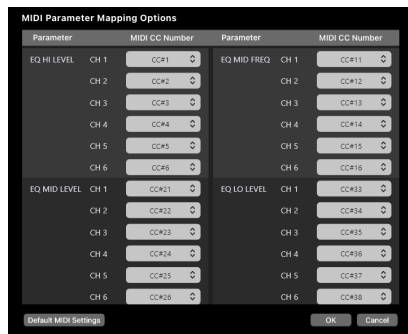 MIDI Parameter Mapping Options
Parameter MIDI CC Number Parameter MIDI CC Number
EQ HI LEVEL CH 1 CC#1 EQ MID FREQ CH 1 CC#11
CH 2 CC#2 CH 2 CC#12
CH 3 CC#3 CH 3 CC#13
CH 4 CC#4 CH 4 CC#14
CH 5 CC#5 CH 5 CC#15
CH 6 CC#6 CH 6 CC#16
EQ MID LEVEL CH 1 CC#21 EQ LO LEVEL CH 1 CC#33
CH 2 CC#22 CH 2 CC#34
CH 3 CC#23 CH 3 CC#35
CH 4 CC#24 CH 4 CC#36
CH 5 CC#25 CH 5 CC#37
CH 6 CC#26 CH 6 CC#38
Default MIDI Settings OK Cancel